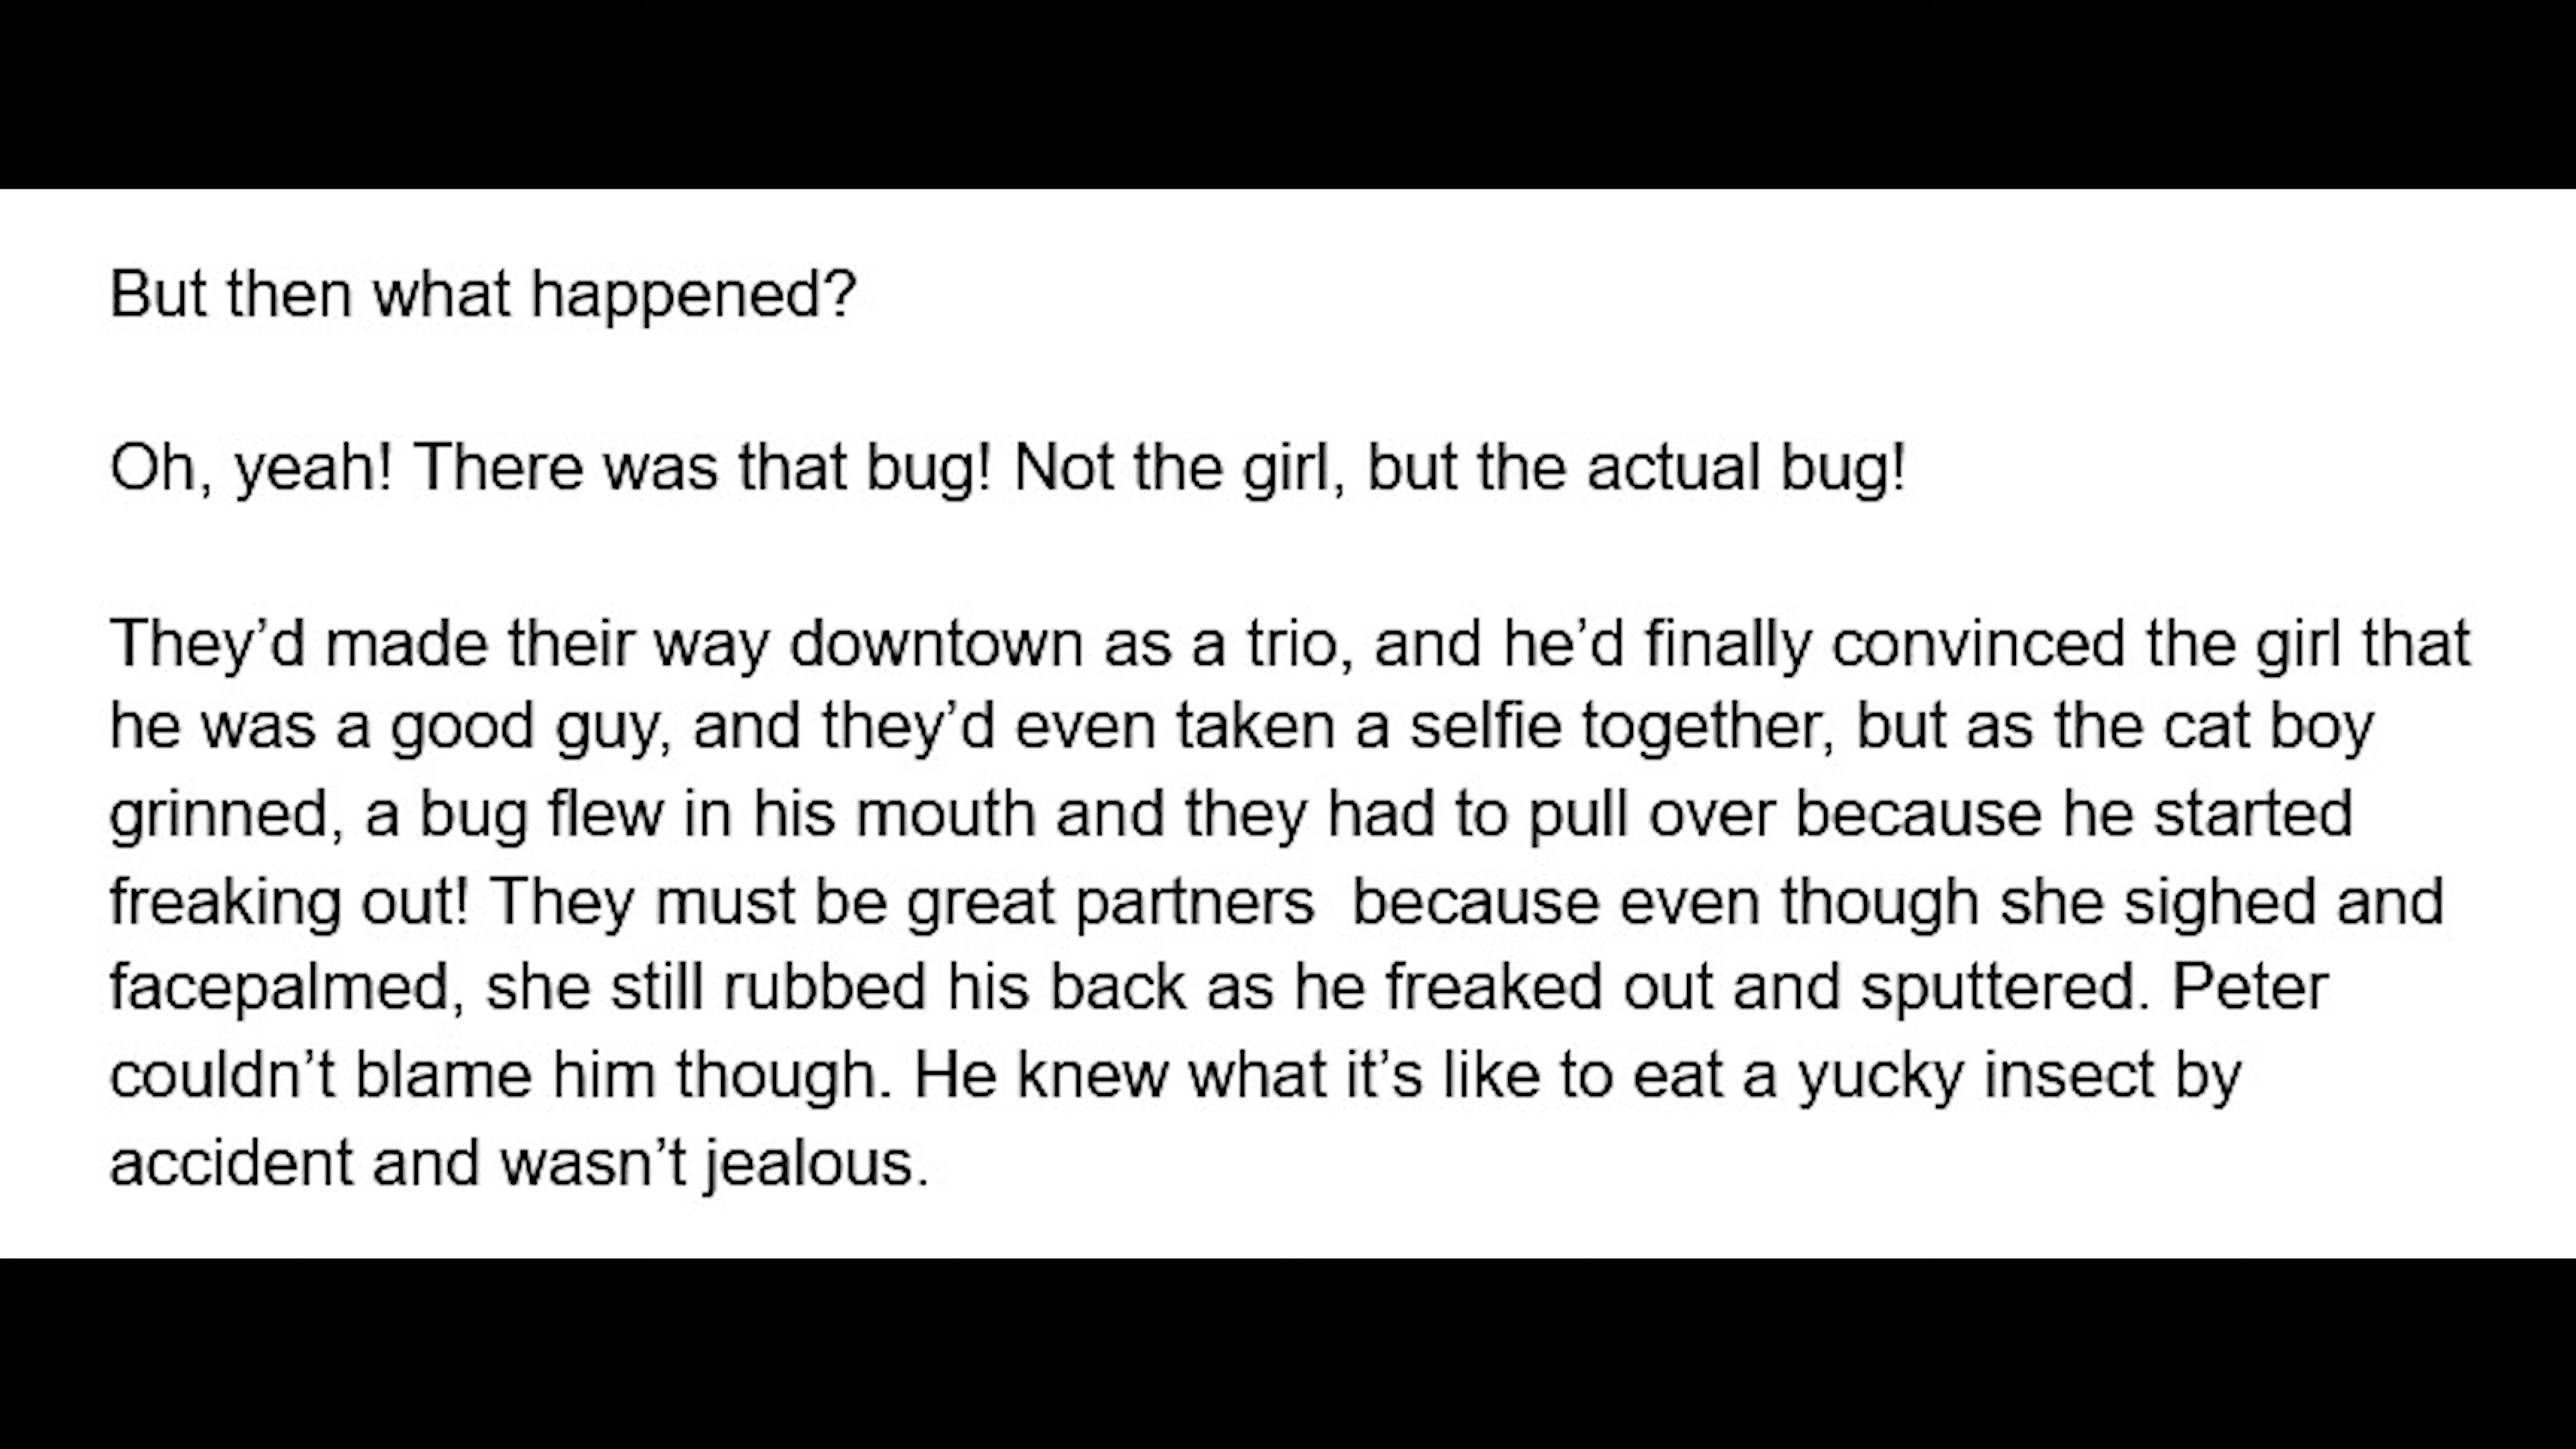 But then what happened?
Oh, yeah! There was that bug! Not the girl, but the actual bug!
They’d made their way downtown as a trio, and he’d finally convinced the girl that
he was a good guy, and they’d even taken a selfie together, but as the cat boy
grinned, a bug flew in his mouth and they had to pull over because he started
freaking out! They must be great partners  because even though she sighed and
facepalmed, she still rubbed his back as he freaked out and sputtered. Peter
couldn’t blame him though. He knew what it’s like to eat a yucky insect by
accident and wasn’t jealous.